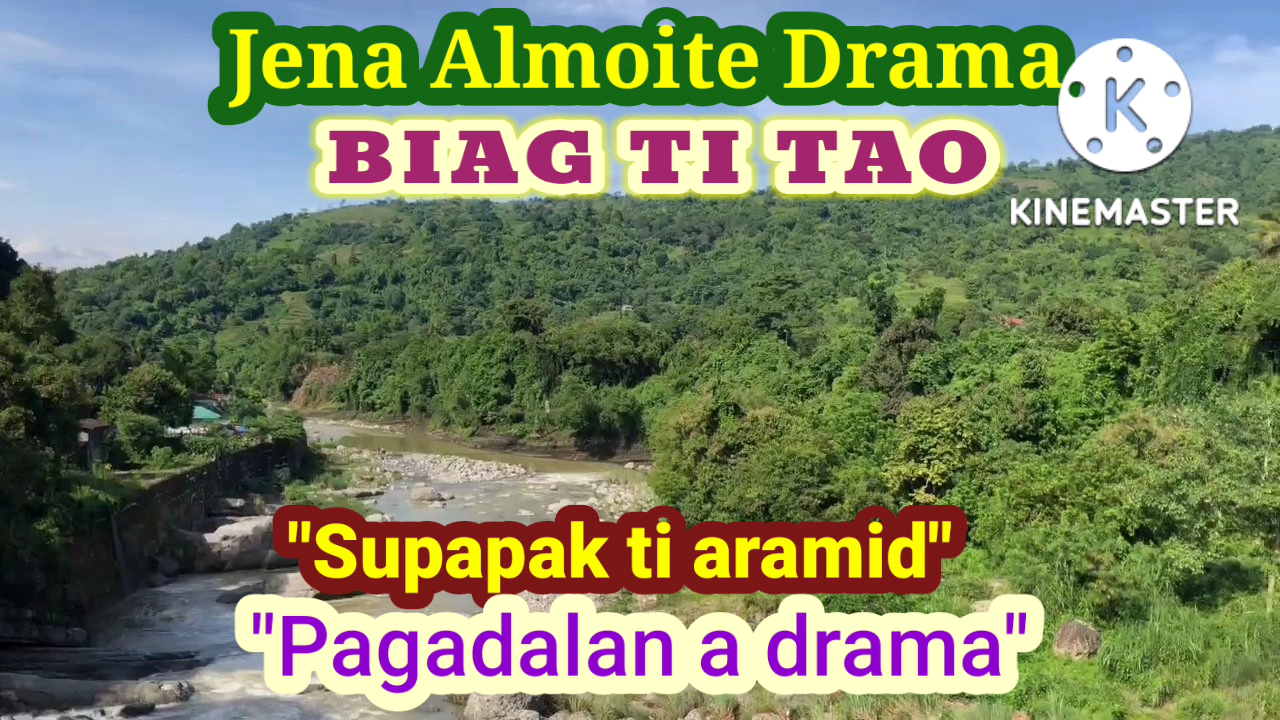 Jena Almoite Drama
BIAG TI TAO
K
KINEMASTER
"Supapak ti aramid"
"Pagadalan a drama"